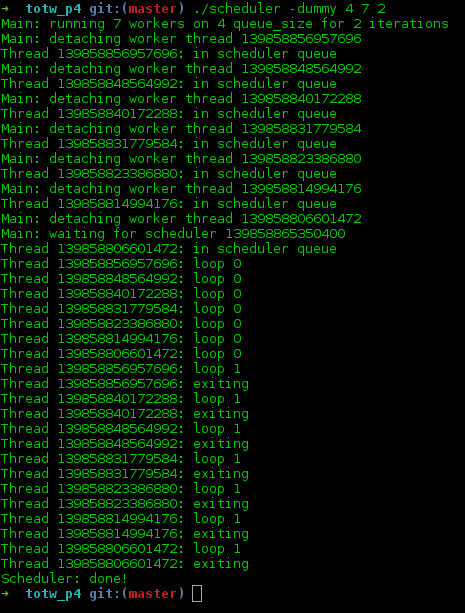 ➜ totw_p4 git:(master) ./scheduler -dummy 4 7 2
Main: running 7 workers on 4 queue_size for 2 iterations
Main: detaching worker thread 139858856957696
Thread 139858856957696: in scheduler queue
Main: detaching worker thread 139858848564992
Thread 139858848564992: in scheduler queue
Main: detaching worker thread 139858840172288
Thread 139858840172288: in scheduler queue
Main: detaching worker thread 139858831779584
Thread 139858831779584: in scheduler queue
Main: detaching worker thread 139858823386880
Thread 139858823386880: in scheduler queue
Main: detaching worker thread 139858814994176
Thread 139858814994176: in scheduler queue
Main: detaching worker thread 139858806601472
Main: waiting for scheduler 139858865350400
Thread 139858806601472: in scheduler queue
Thread 139858856957696: loop 0
Thread 139858848564992: loop 0
Thread 139858840172288: loop 0
Thread 139858831779584: loop 0
Thread 139858823386880: loop 0
Thread 139858814994176: loop 0
Thread 139858806601472: loop 0
Thread 139858856957696: loop 1
Thread 139858856957696: exiting
Thread 139858840172288: loop 1
Thread 139858840172288: exiting
Thread 139858848564992: loop 1
Thread 139858848564992: exiting
Thread 139858831779584: loop 1
Thread 139858831779584: exiting
Thread 139858823386880: loop 1
Thread 139858823386880: exiting
Thread 139858814994176: loop 1
Thread 139858814994176: exiting
Thread 139858806601472: loop 1
Thread 139858806601472: exiting
Scheduler: done!
➜ totw_p4 git:(master)